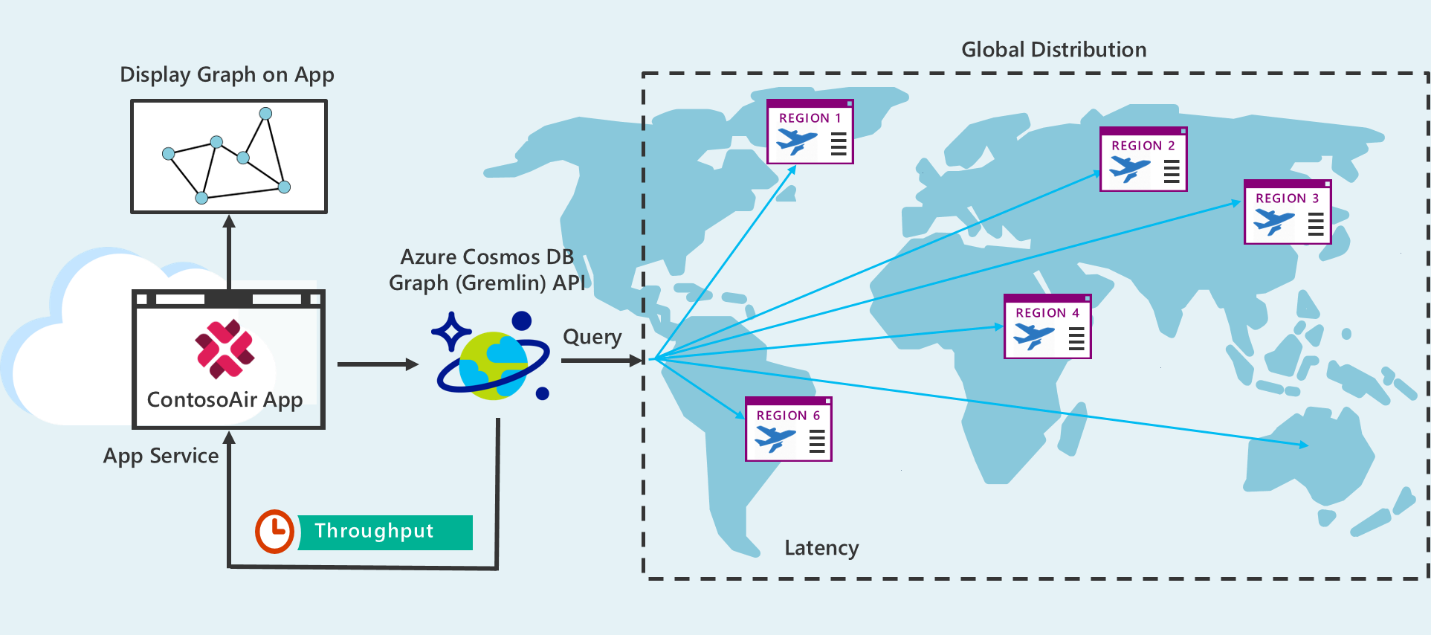 Display Graph on App
ContosoAir App
App Service
Azure Cosmos DB
Graph (Gremlin) API
Query
Throughput
Global Distribution
REGION 1
REGION 2
REGION 3
REGION 4
REGION 6
Latency